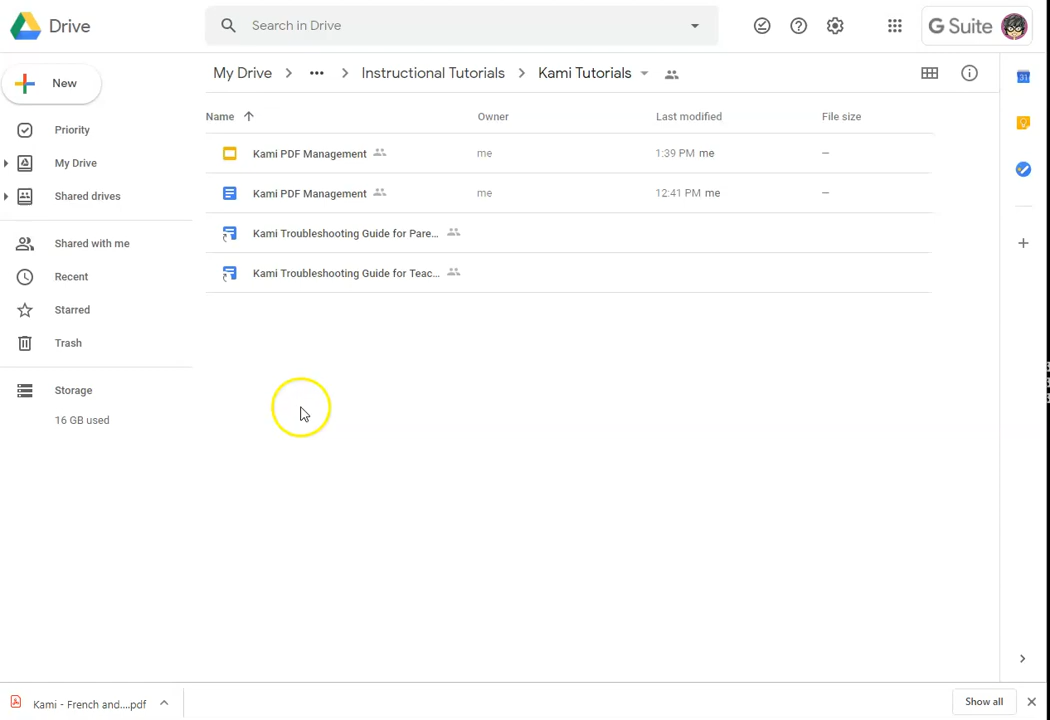 Drive
Search in Drive
G Suite
New
My Drive
•••
Instructional Tutorials
Kami Tutorials
Priority
My Drive
Shared drives
Shared with me
Recent
Starred
Trash
Storage
16 GB used
Name Owner Last modified File size
Kami PDF Management me 1:39 PM me –
Kami PDF Management me 12:41 PM me –
Kami Troubleshooting Guide for Pare...
Kami Troubleshooting Guide for Teac...
31
Kami - French and....pdf
Show all